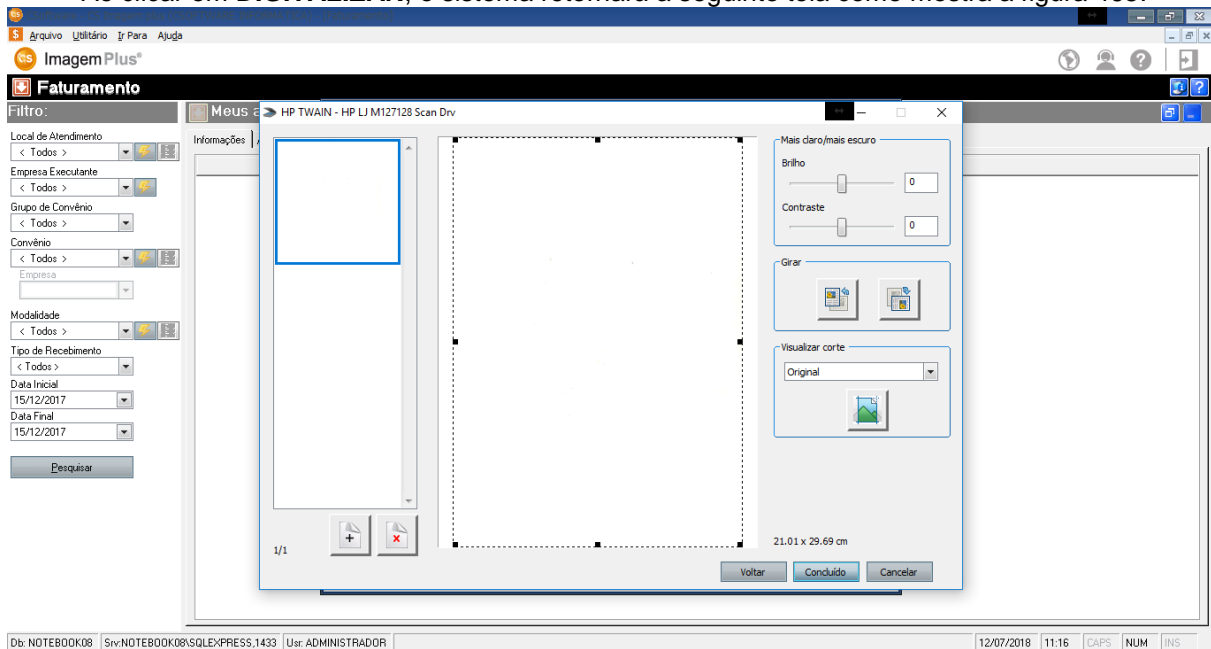 Ao clicar em DIGITALIZAR, o sistema retornará a seguinte tela como mostra a figura
Arquivo Utilitário Ir Para Ajuda
ImagemPlus®
Faturamento
Filtro:
Meus a
HP TWAIN - HP LJ M127128 Scan Drv
Local de Atendimento
< Todos >
Informações
Empresa Executante
< Todos >
Grupo de Convênio
< Todos >
Convênio
< Todos >
Empresa
Modalidade
< Todos >
Tipo de Recebimento
< Todos >
Data Inicial
15/12/2017
Data Final
15/12/2017
Pesquisar
1/1
Mais claro/mais escuro
Brilho
0
Contraste
0
Girar
Visualizar corte
Original
21.01 x 29.69 cm
Voltar Concluído Cancelar
Db: NOTEBOOK08 Srv:NOTEBOOK08\SQLEXPRESS,1433 Usr: ADMINISTRADOR 12/07/2018 11:16 CAPS NUM INS